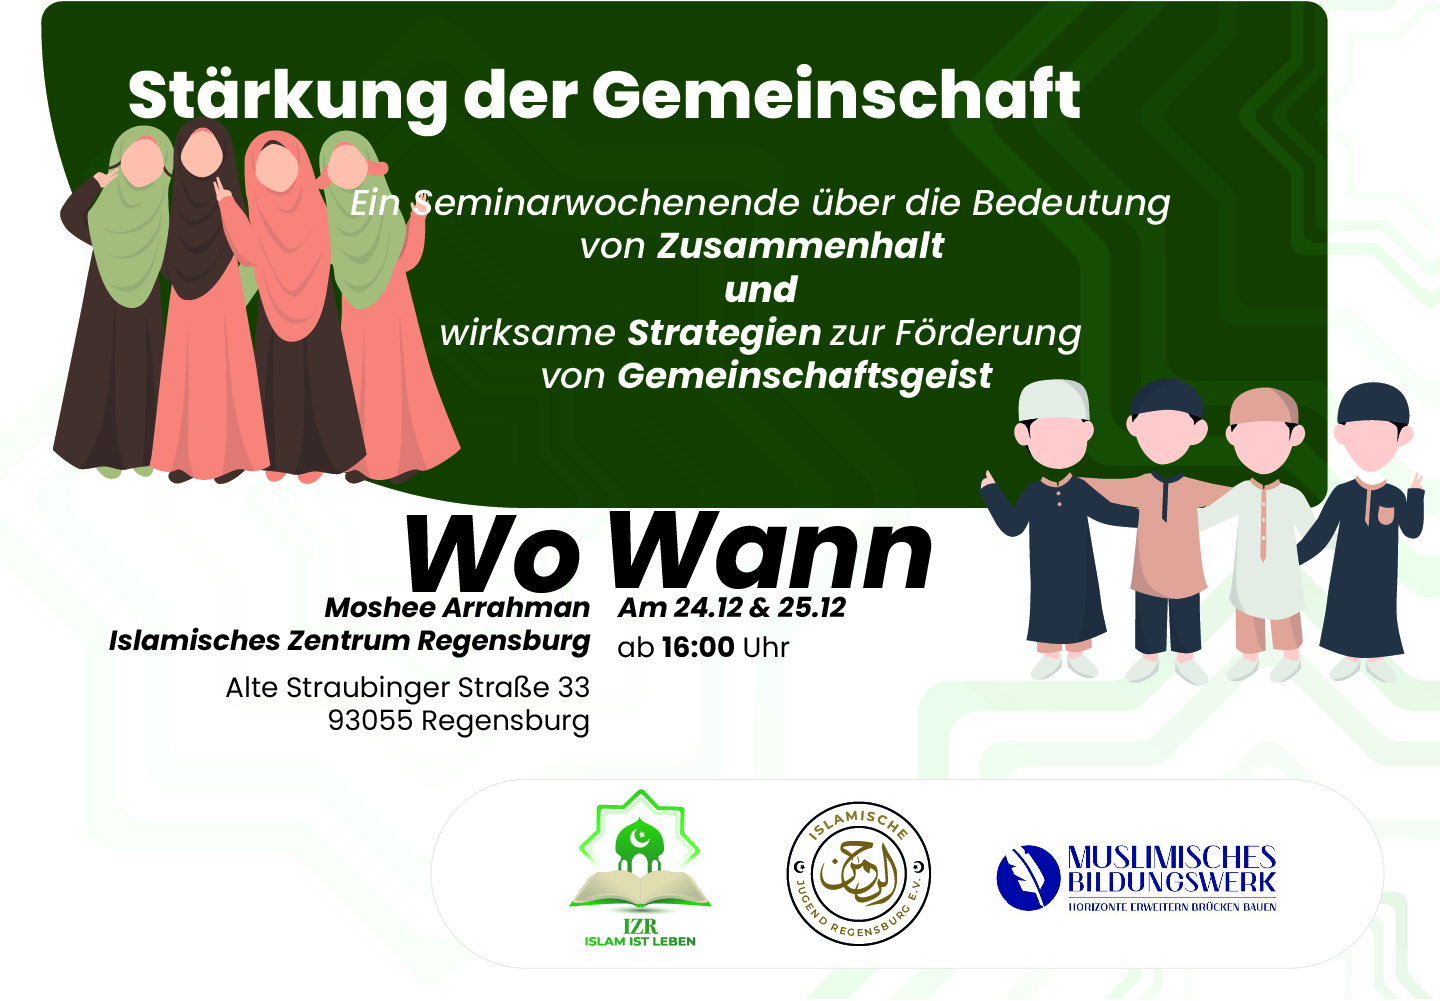 Stärkung der Gemeinschaft
Ein Seminarwochenende über die Bedeutung
von Zusammenhalt
und
wirksame Strategien zur Förderung
von Gemeinschaftsgeist
Wo
Moshee Arrahman
Islamisches Zentrum Regensburg
Alte Straubinger Straße 33
93055 Regensburg
Wann
Am 24.12 & 25.12
ab 16:00 Uhr
IZR
ISLAM IST LEBEN
ISLAMISCHE
الرحمن
JUGEND REGENSBURG E.V.
MUSLIMISCHES
BILDUNGSWERK
HORIZONTE ERWEITERN BRÜCKEN BAUEN